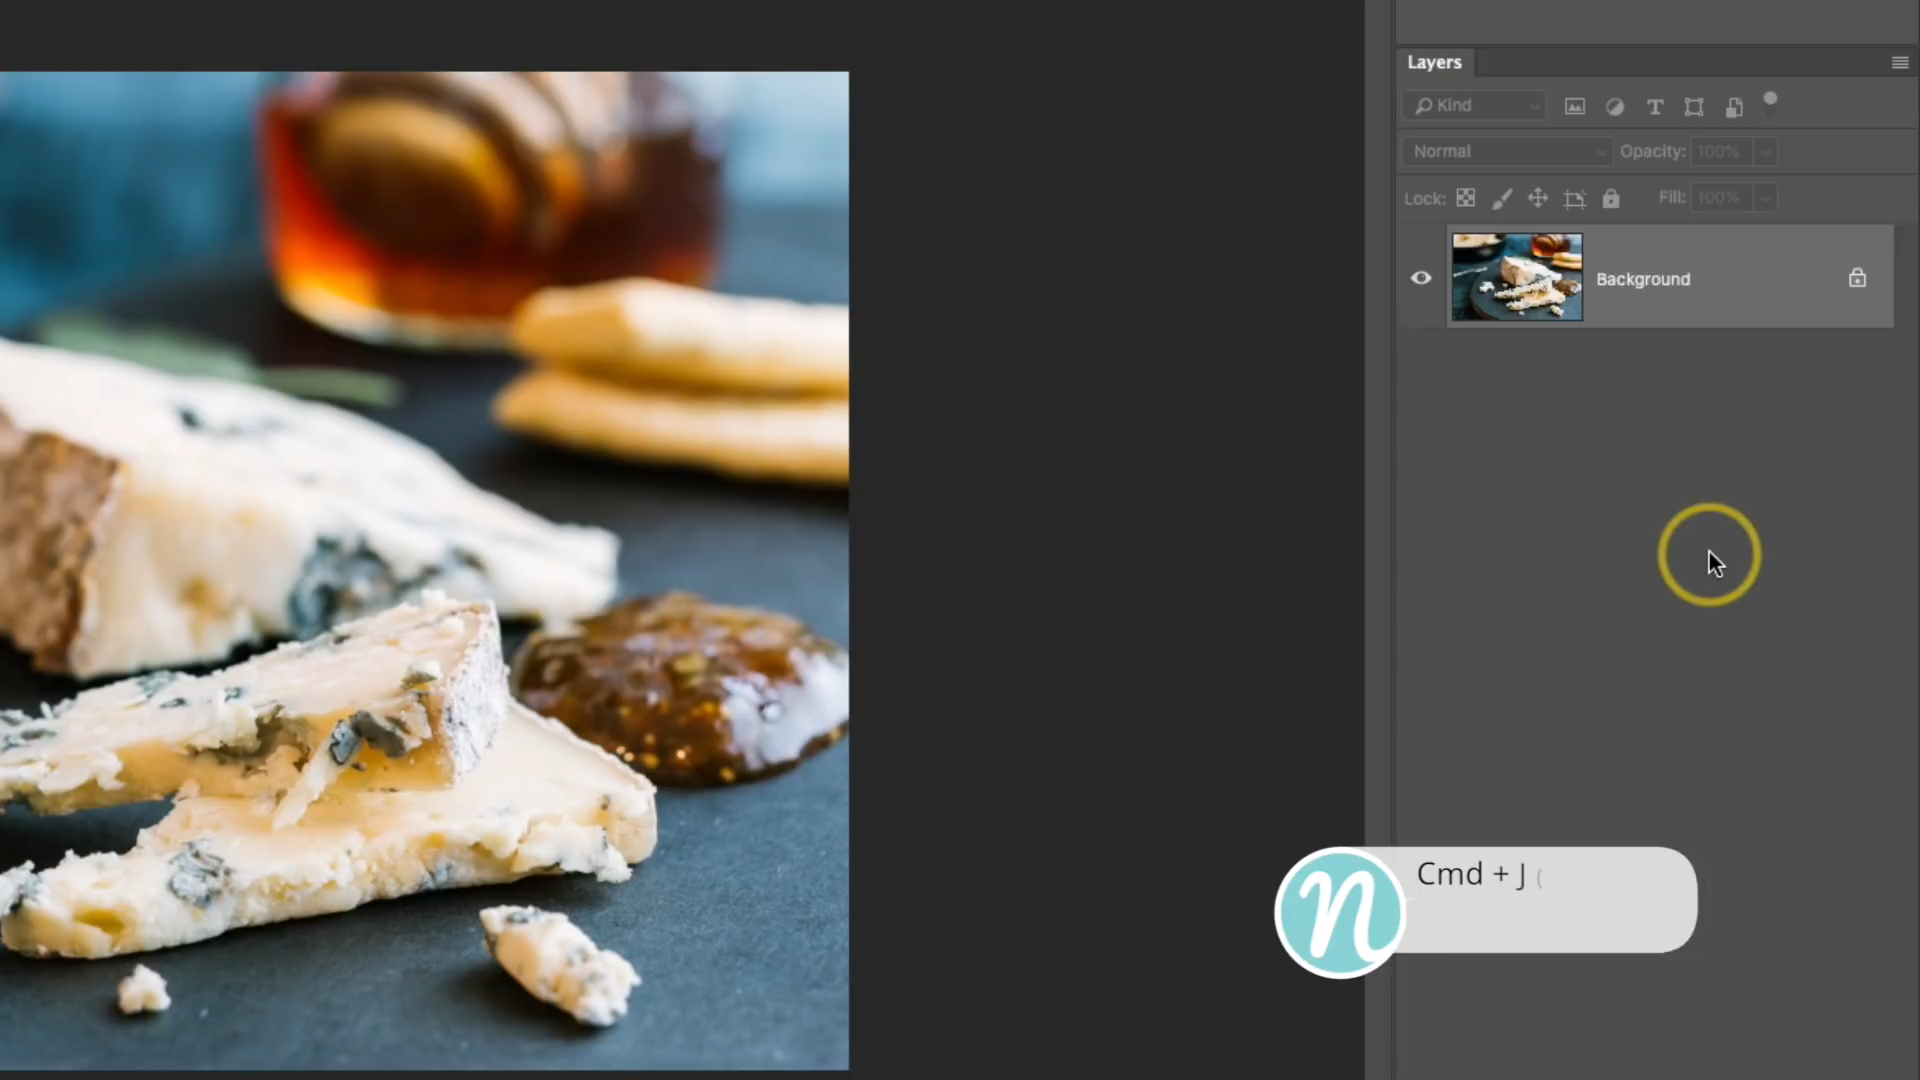 Layers
Kind
Normal
Opacity: 100%
Lock:
Fill: 100%
Background
Cmd + J (
n